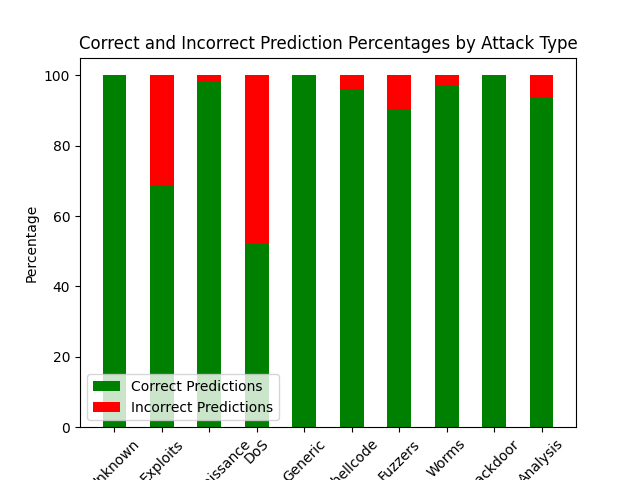 Correct and Incorrect Prediction Percentages by Attack Type
Percentage
100
80
60
40
20
0
Correct Predictions
Incorrect Predictions
Exploits
DoS
Generic
Fuzzers
Worms
Analysis